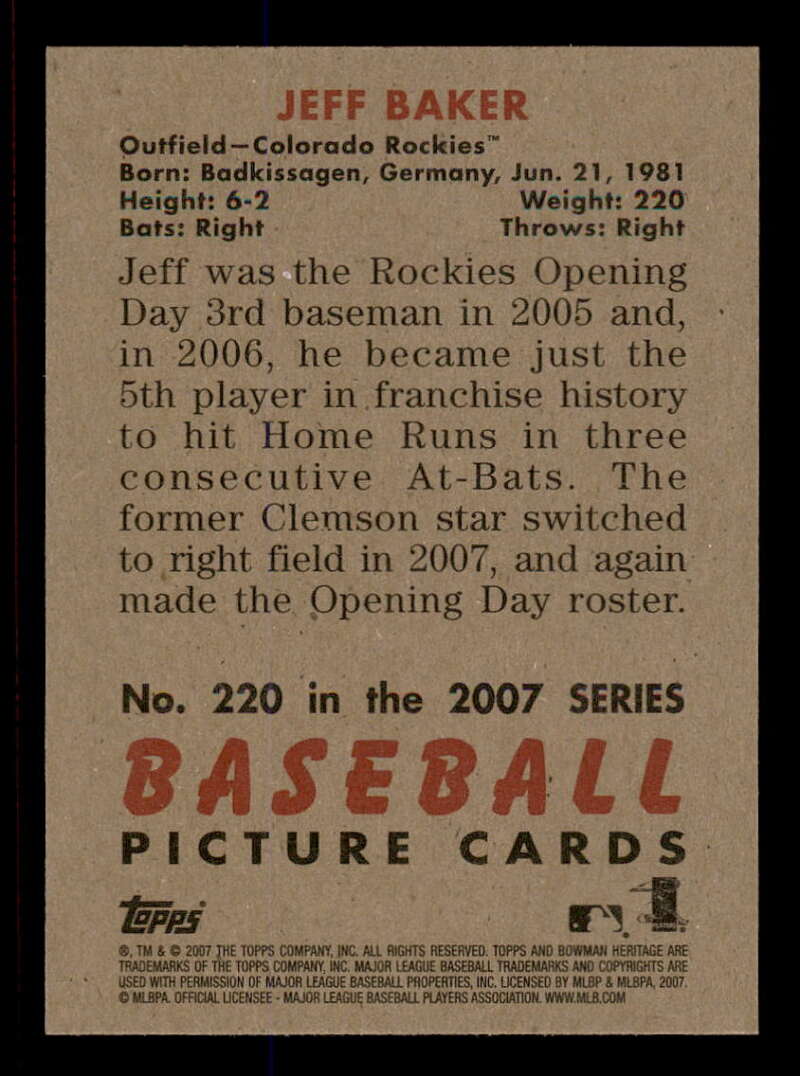 JEFF BAKER
Outfield—Colorado Rockies™
Born: Badkissagen, Germany, Jun. 21, 1981
Height: 6-2 Weight: 220
Bats: Right Throws: Right
Jeff was the Rockies Opening
Day 3rd baseman in 2005 and,
in 2006, he became just the
5th player in franchise history
to hit Home Runs in three
consecutive At-Bats. The
former Clemson star switched
to right field in 2007, and again
made the Opening Day roster.
No. 220 in the 2007 SERIES
BASEBALL
PICTURE CARDS
topps
®, TM & © 2007 THE TOPPS COMPANY, INC. ALL RIGHTS RESERVED. TOPPS AND BOWMAN HERITAGE ARE
TRADEMARKS OF THE TOPPS COMPANY, INC. MAJOR LEAGUE BASEBALL TRADEMARKS AND COPYRIGHTS ARE
USED WITH PERMISSION OF MAJOR LEAGUE BASEBALL PROPERTIES, INC. LICENSED BY MLBP & MLBPA, 2007.
© MLBPA. OFFICIAL LICENSEE - MAJOR LEAGUE BASEBALL PLAYERS ASSOCIATION. WWW.MLB.COM